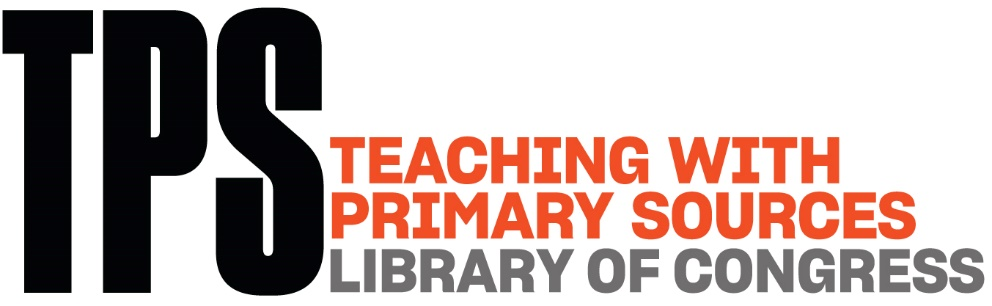 TPS
TEACHING WITH
PRIMARY SOURCES
LIBRARY OF CONGRESS